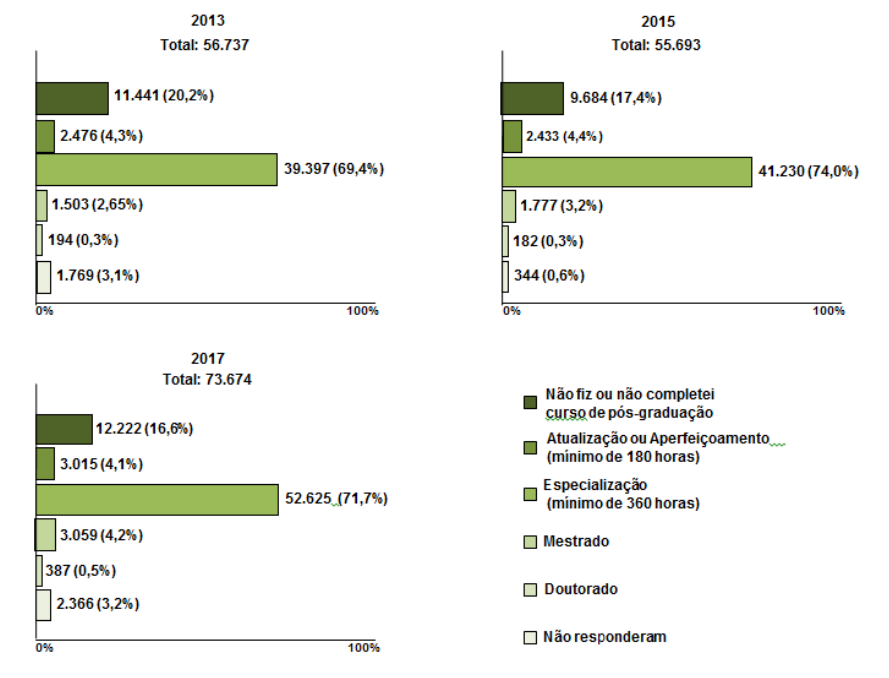 2013
Total: 56.737
11.441 (20,2%)
2.476 (4,3%)
39.397 (69,4%)
1.503 (2,65%)
194 (0,3%)
1.769 (3,1%)
0%
100%
2015
Total: 55.693
9.684 (17,4%)
2.433 (4,4%)
41.230 (74,0%)
1.777 (3,2%)
182 (0,3%)
344 (0,6%)
0%
100%
2017
Total: 73.674
12.222 (16,6%)
3.015 (4,1%)
52.625 (71,7%)
3.059 (4,2%)
387 (0,5%)
2.366 (3,2%)
0%
100%
Não fiz ou não completei
curso de pós-graduação
Atualização ou Aperfeiçoamento
(mínimo de 180 horas)
Especialização
(mínimo de 360 horas)
Mestrado
Doutorado
Não responderam